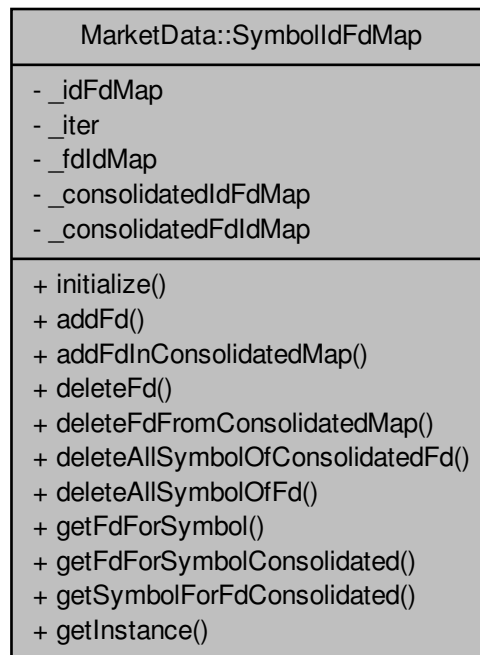 MarketData::SymbolIdFdMap
- _idFdMap
- _iter
- _fdIdMap
- _consolidatedIdFdMap
- _consolidatedFdIdMap
+ initialize()
+ addFd()
+ addFdInConsolidatedMap()
+ deleteFd()
+ deleteFdFromConsolidatedMap()
+ deleteAllSymbolOfConsolidatedFd()
+ deleteAllSymbolOfFd()
+ getFdForSymbol()
+ getFdForSymbolConsolidated()
+ getSymbolForFdConsolidated()
+ getInstance()